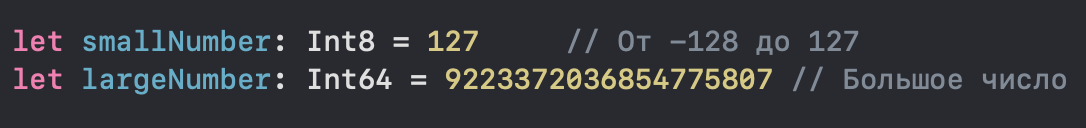 let smallNumber: Int8 = 127     // От -128 до 127
let largeNumber: Int64 = 9223372036854775807 // Большое число